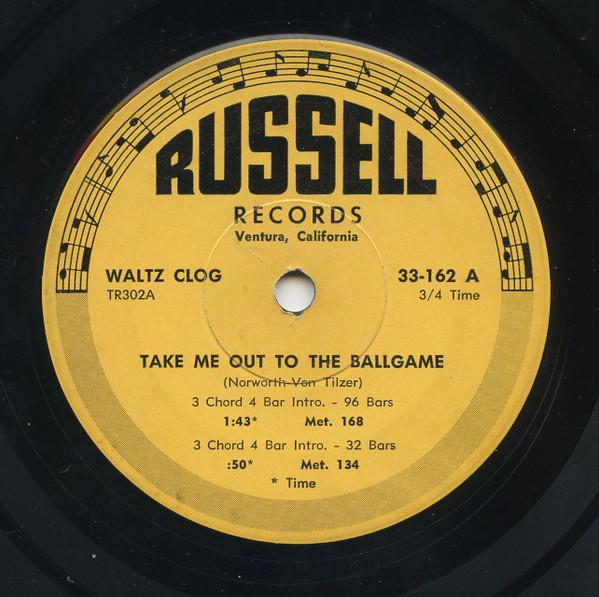 RUSSELL
RECORDS
Ventura, California
WALTZ CLOG 33-162 A
TR302A 3/4 Time
TAKE ME OUT TO THE BALLGAME
(Norworth-Von Tilzer)
3 Chord 4 Bar Intro. - 96 Bars
1:43* Met. 168
3 Chord 4 Bar Intro. - 32 Bars
:50* Met. 134
* Time